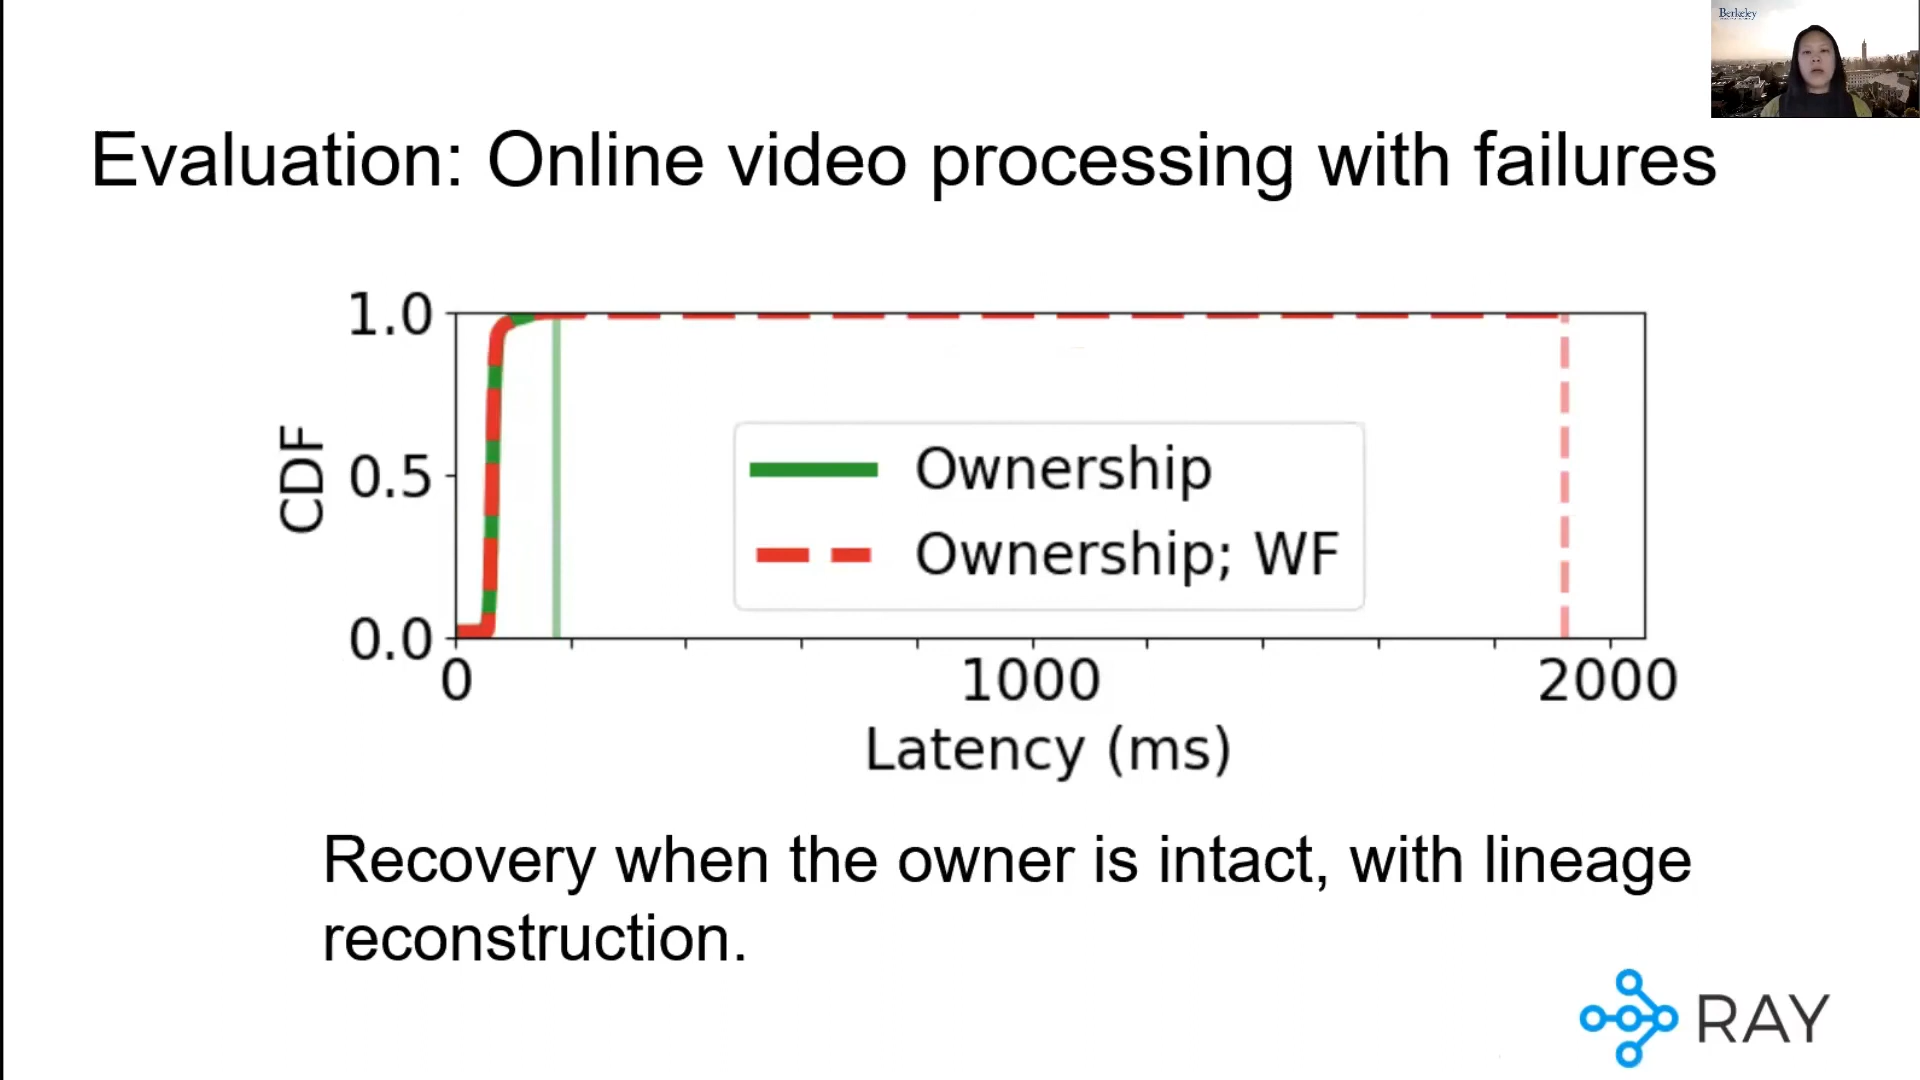 Berkeley
Evaluation: Online video processing with failures
1.0
0.5
0.0
CDF
Ownership
Ownership; WF
0
1000
2000
Latency (ms)
Recovery when the owner is intact, with lineage
reconstruction.
RAY